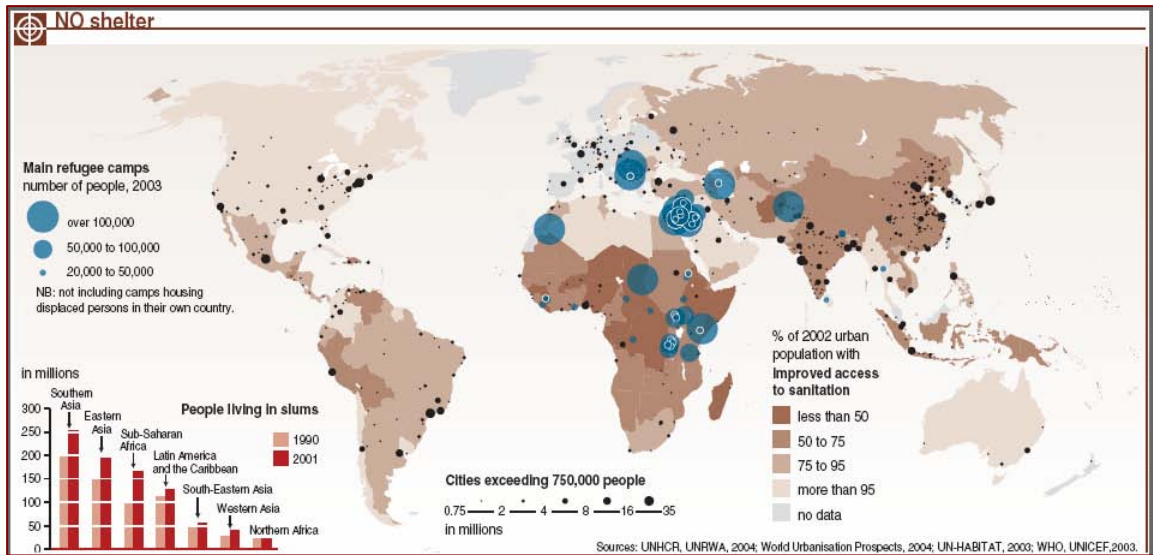 NO shelter
Main refugee camps
number of people, 2003
over 100,000
50,000 to 100,000
20,000 to 50,000
NB: not including camps housing
displaced persons in their own country.
in millions
Southern
Asia
Eastern
Asia
Sub-Saharan
Africa
Latin America
and the Caribbean
South-Eastern Asia
Western Asia
Northern Africa
300
250
200
150
100
50
0
People living in slums
1990
2001
Cities exceeding 750,000 people
0.75 2 4 8 16 35
in millions
% of 2002 urban
population with
Improved access
to sanitation
less than 50
50 to 75
75 to 95
more than 95
no data
Sources: UNHCR, UNRWA, 2004; World Urbanisation Prospects, 2004; UN-HABITAT, 2003; WHO, UNICEF,2003.